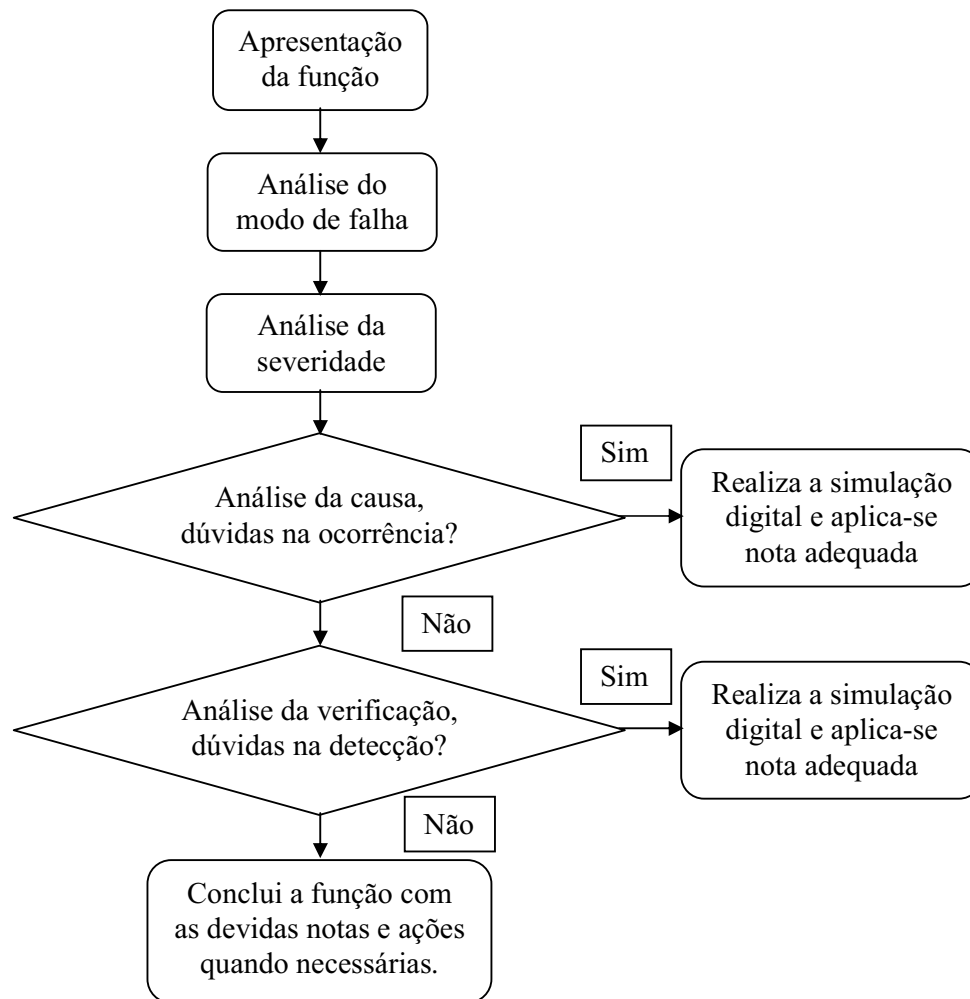 Apresentação
da função
Análise do
modo de falha
Análise da
severidade
Análise da causa,
dúvidas na ocorrência?
Sim
Realiza a simulação
digital e aplica-se
nota adequada
Não
Análise da verificação,
dúvidas na detecção?
Sim
Realiza a simulação
digital e aplica-se
nota adequada
Não
Conclui a função com
as devidas notas e ações
quando necessárias.